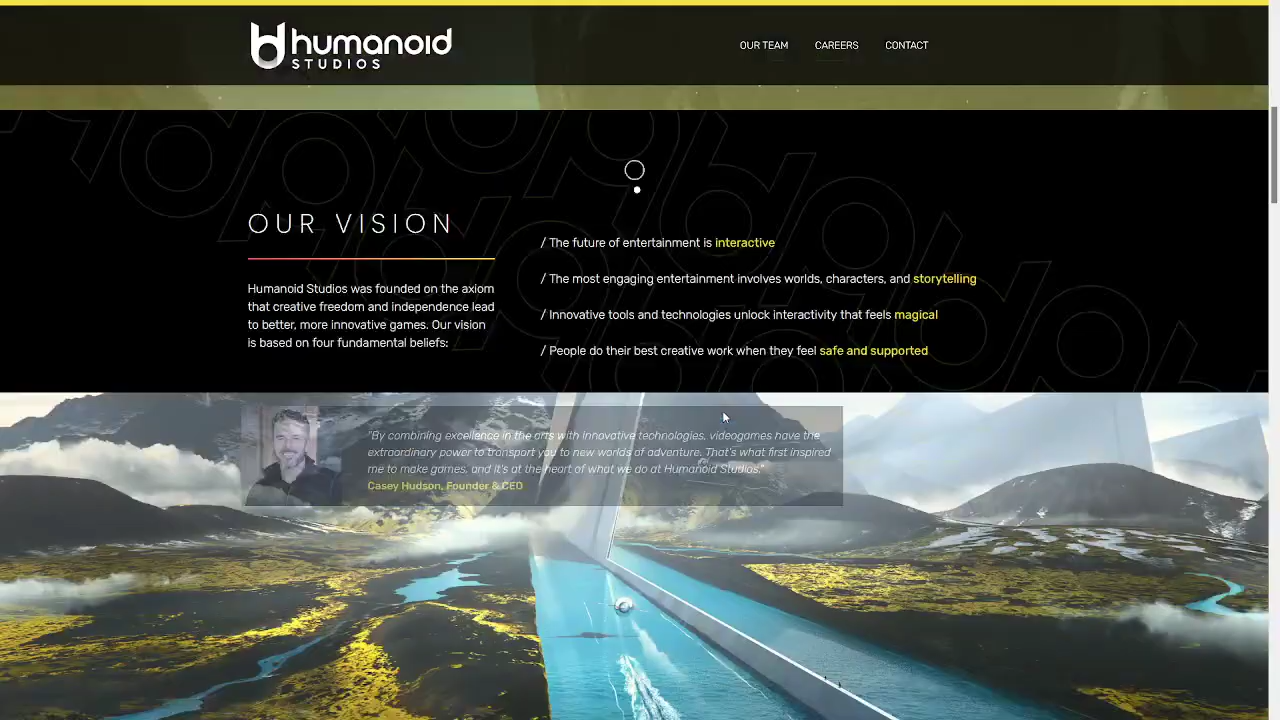 humanoid
STUDIOS
OUR TEAM
CAREERS
CONTACT
OUR VISION
Humanoid Studios was founded on the axiom
that creative freedom and independence lead
to better, more innovative games. Our vision
is based on four fundamental beliefs:
/ The future of entertainment is interactive
/ The most engaging entertainment involves worlds, characters, and storytelling
/ Innovative tools and technologies unlock interactivity that feels magical
/ People do their best creative work when they feel safe and supported
"By combining excellence in the arts with innovative technologies, videogames have the
extraordinary power to transport you to new worlds of adventure. That's what first inspired
me to make games, and it's at the heart of what we do at Humanoid Studios."
Casey Hudson, Founder & CEO